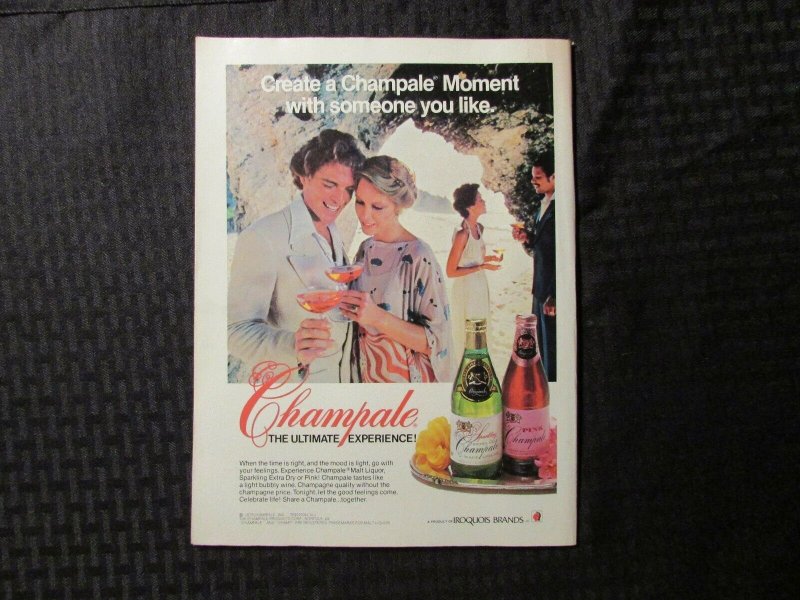 Create a Champale® Moment
with someone you like.
Champale®
THE ULTIMATE EXPERIENCE!
When the time is right, and the mood is light, go with
your feelings. Experience Champale® Malt Liquor,
Sparkling Extra Dry or Pink! Champale tastes like
a light bubbly wine. Champagne quality without the
champagne price. Tonight, let the good feelings come.
Celebrate life! Share a Champale...together.
Sparkling
Champale
PINK
Champale
A PRODUCT OF IROQUOIS BRANDS